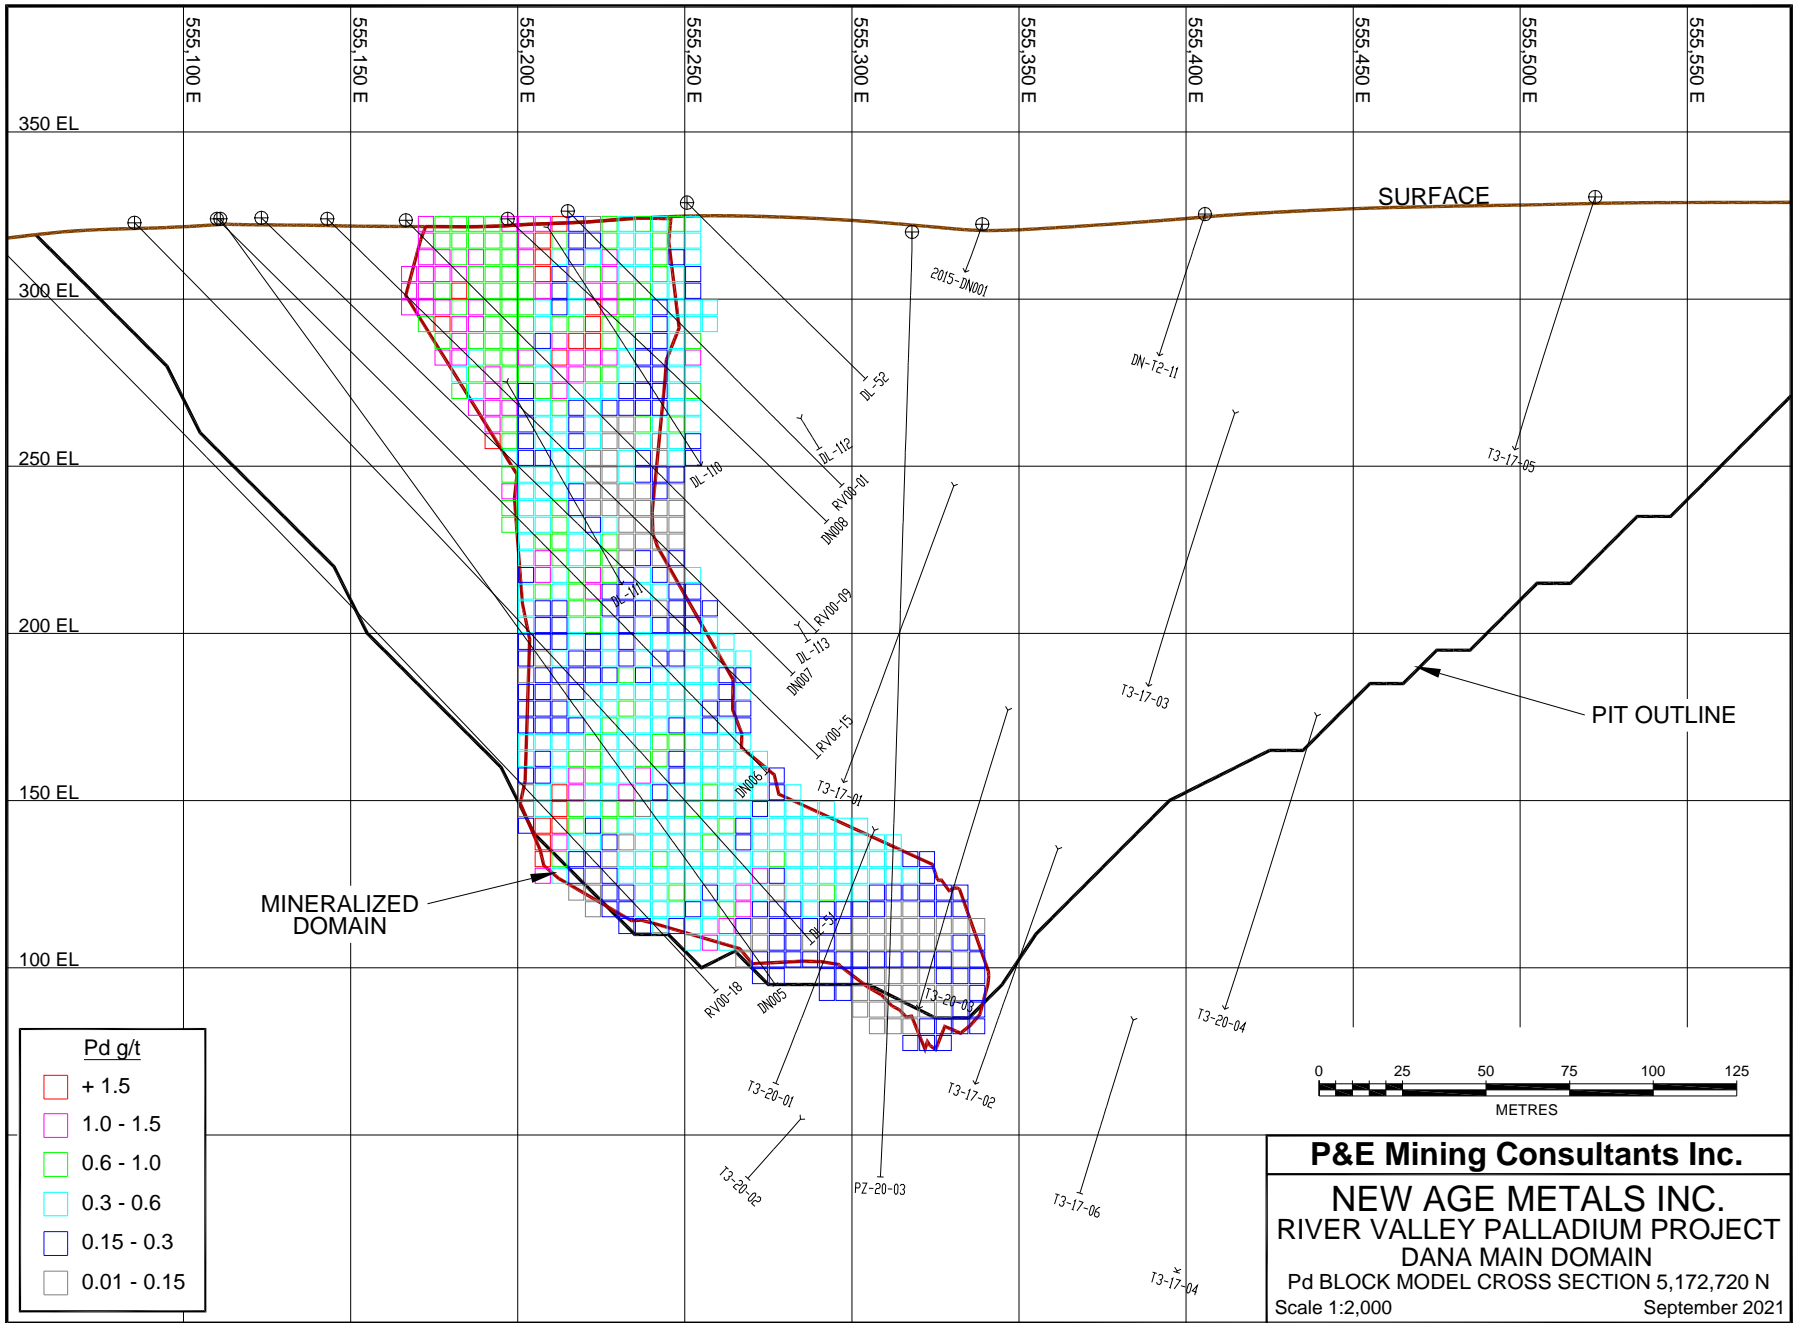 555,100 E
555,150 E
555,200 E
555,250 E
555,300 E
555,350 E
555,400 E
555,450 E
555,500 E
555,550 E
350 EL
300 EL
250 EL
200 EL
150 EL
100 EL
SURFACE
2015-DN001
DN-T2-11
DL-52
DL-112
T3-17-05
DL-110
RV00-01
DN008
DL-111
RV00-09
DL-113
DN007
T3-17-03
RV00-15
PIT OUTLINE
DN006
T3-17-01
MINERALIZED
DOMAIN
DL-51
RV00-18
DN005
T3-20-03
T3-20-04
T3-20-01
T3-17-02
T3-20-02
PZ-20-03
T3-17-06
T3-17-04
Pd g/t
+ 1.5
1.0 - 1.5
0.6 - 1.0
0.3 - 0.6
0.15 - 0.3
0.01 - 0.15
0 25 50 75 100 125
METRES
P&E Mining Consultants Inc.
NEW AGE METALS INC.
RIVER VALLEY PALLADIUM PROJECT
DANA MAIN DOMAIN
Pd BLOCK MODEL CROSS SECTION 5,172,720 N
Scale 1:2,000 September 2021